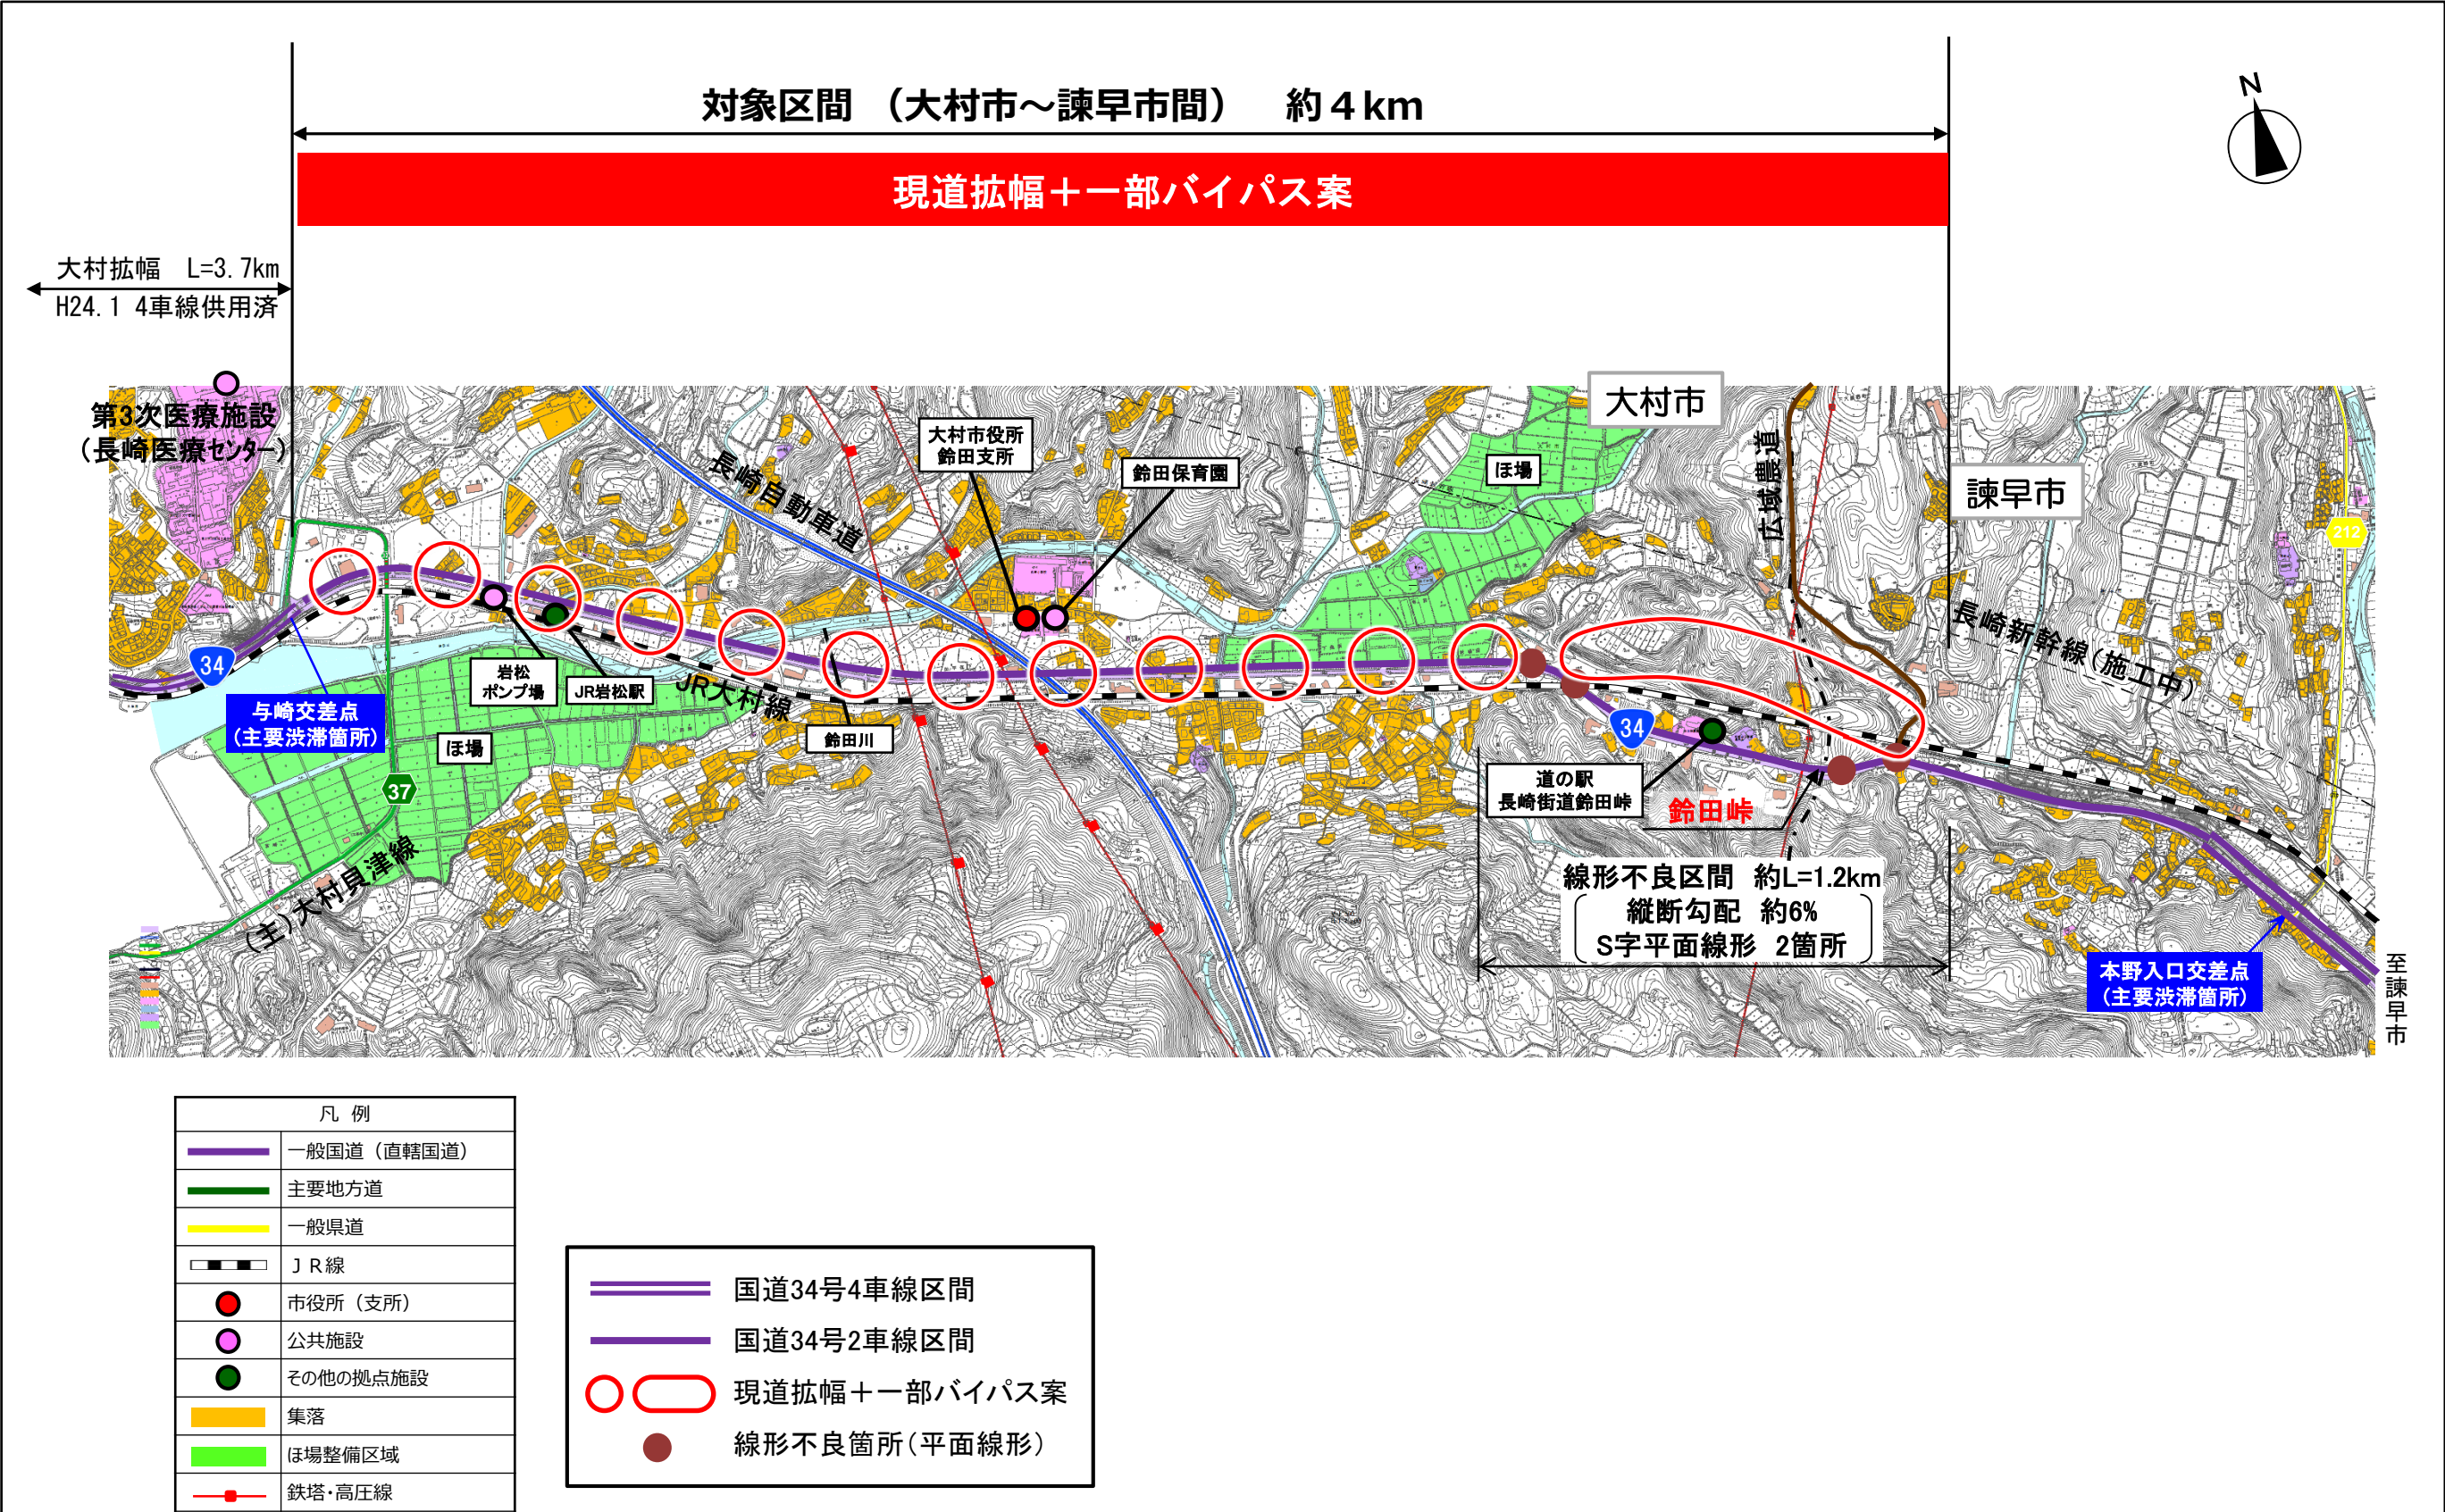 対象区間 （大村市～諫早市間） 約４km
N
現道拡幅＋一部バイパス案
大村拡幅 L=3.7km
H24.1 4車線供用済
第3次医療施設
（長崎医療センター）
大村市
諫早市
大村市役所
鈴田支所
鈴田保育園
ほ場
長崎自動車道
広域農道
212
長崎新幹線（施工中）
34
与崎交差点
（主要渋滞箇所）
岩松
ポンプ場
JR岩松駅
JR大村線
鈴田川
ほ場
37
（主）大村貝津線
34
道の駅
長崎街道鈴田峠
鈴田峠
線形不良区間 約L=1.2km
縦断勾配 約6%
S字平面線形 2箇所
本野入口交差点
（主要渋滞箇所）
至諫早市
凡 例
一般国道（直轄国道）
主要地方道
一般県道
ＪＲ線
市役所（支所）
公共施設
その他の拠点施設
集落
ほ場整備区域
鉄塔・高圧線
国道34号4車線区間
国道34号2車線区間
現道拡幅＋一部バイパス案
線形不良箇所（平面線形）